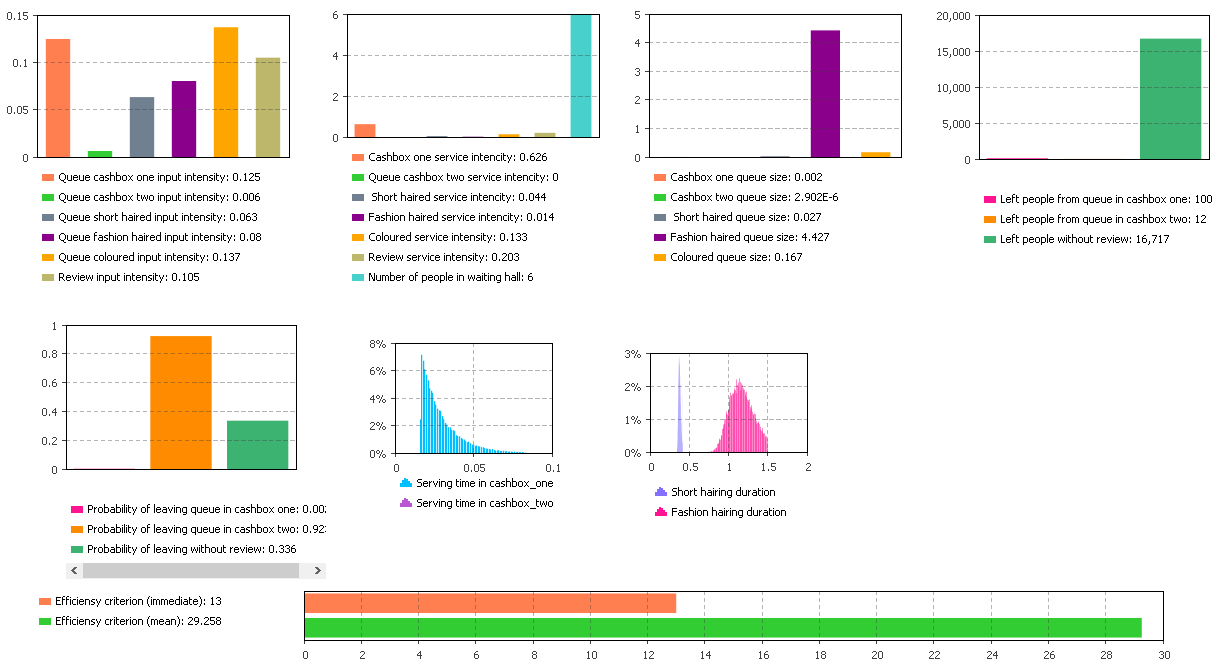 0.15
0.1
0.05
0
Queue cashbox one input intensity: 0.125
Queue cashbox two input intensity: 0.006
Queue short haired input intensity: 0.063
Queue fashion haired input intensity: 0.08
Queue coloured input intensity: 0.137
Review input intensity: 0.105
6
4
2
0
Cashbox one service intencity: 0.626
Queue cashbox two service intencity: 0
Short haired service intencity: 0.044
Fashion haired service intencity: 0.014
Coloured service intensity: 0.133
Review service intensity: 0.203
Number of people in waiting hall: 6
5
4
3
2
1
0
Cashbox one queue size: 0.002
Cashbox two queue size: 2.902E-6
Short haired queue size: 0.027
Fashion haired queue size: 4.427
Coloured queue size: 0.167
20,000
15,000
10,000
5,000
0
Left people from queue in cashbox one: 100
Left people from queue in cashbox two: 12
Left people without review: 16,717
1
0.8
0.6
0.4
0.2
0
Probability of leaving queue in cashbox one: 0.00
Probability of leaving queue in cashbox two: 0.92
Probability of leaving without review: 0.336
8%
6%
4%
2%
0%
0 0.05 0.1
Serving time in cashbox_one
Serving time in cashbox_two
3%
2%
1%
0%
0 0.5 1 1.5 2
Short hairing duration
Fashion hairing duration
Efficiensy criterion (immediate): 13
Efficiensy criterion (mean): 29.258
0 2 4 6 8 10 12 14 16 18 20 22 24 26 28 30